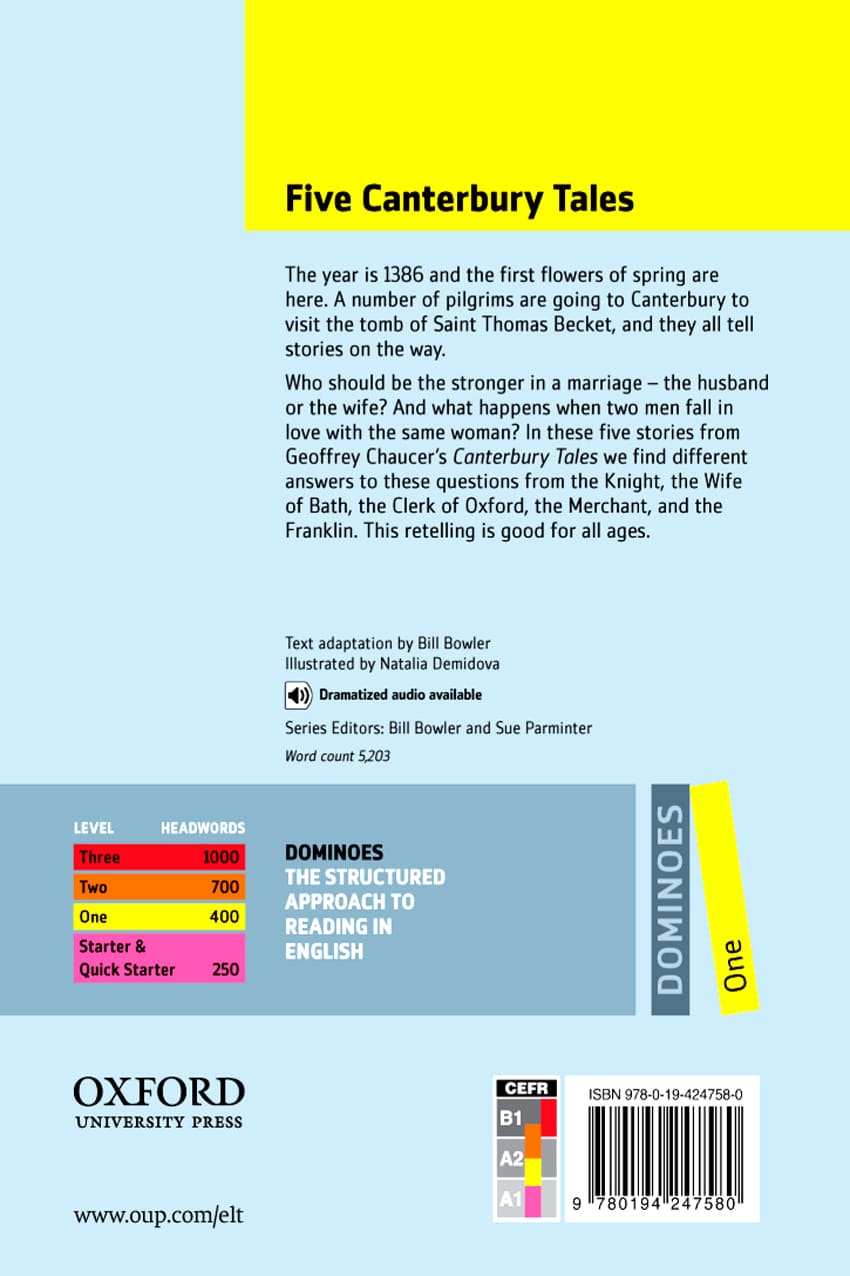 Five Canterbury Tales
The year is 1386 and the first flowers of spring are
here. A number of pilgrims are going to Canterbury to
visit the tomb of Saint Thomas Becket, and they all tell
stories on the way.
Who should be the stronger in a marriage – the husband
or the wife? And what happens when two men fall in
love with the same woman? In these five stories from
Geoffrey Chaucer's Canterbury Tales we find different
answers to these questions from the Knight, the Wife
of Bath, the Clerk of Oxford, the Merchant, and the
Franklin. This retelling is good for all ages.
Text adaptation by Bill Bowler
Illustrated by Natalia Demidova
Dramatized audio available
Series Editors: Bill Bowler and Sue Parminter
Word count 5,203
LEVEL HEADWORDS
Three 1000
Two 700
One 400
Starter &
Quick Starter 250
DOMINOES
THE STRUCTURED
APPROACH TO
READING IN
ENGLISH
DOMINOES
One
OXFORD
UNIVERSITY PRESS
www.oup.com/elt
CEFR
B1
A2
A1
ISBN 978-0-19-424758-0
9 780194 247580